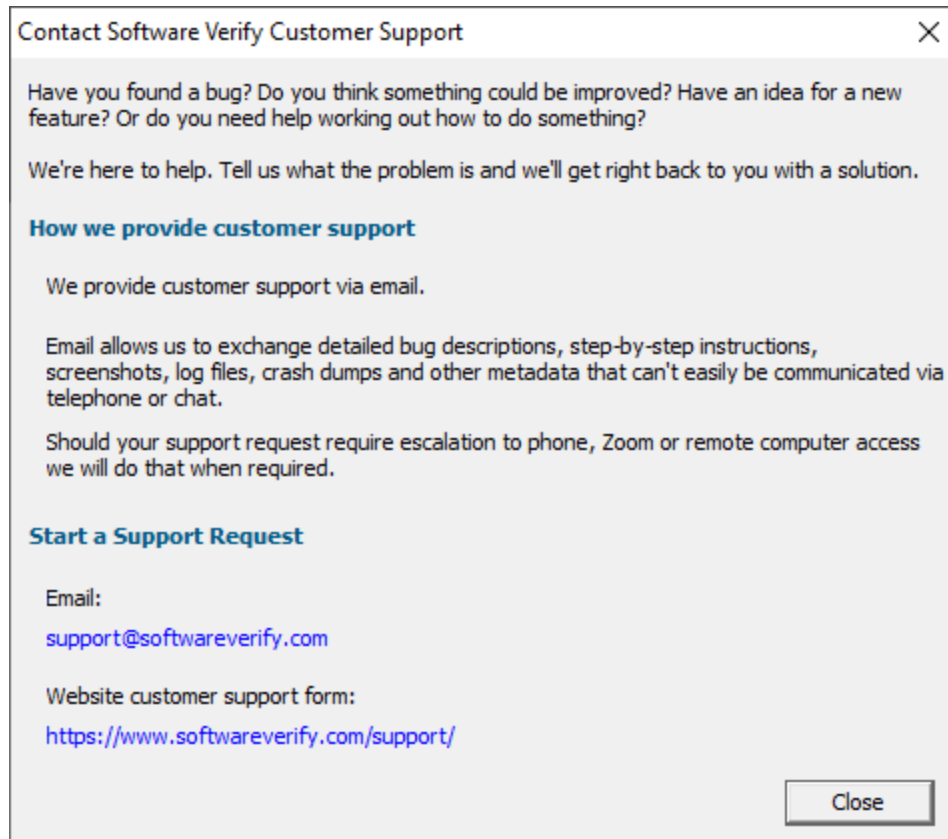 Contact Software Verify Customer Support
Have you found a bug? Do you think something could be improved? Have an idea for a new
feature? Or do you need help working out how to do something?
We're here to help. Tell us what the problem is and we'll get right back to you with a solution.
How we provide customer support
We provide customer support via email.
Email allows us to exchange detailed bug descriptions, step-by-step instructions,
screenshots, log files, crash dumps and other metadata that can't easily be communicated via
telephone or chat.
Should your support request require escalation to phone, Zoom or remote computer access
we will do that when required.
Start a Support Request
Email:
support@softwareverify.com
Website customer support form:
https://www.softwareverify.com/support/
Close